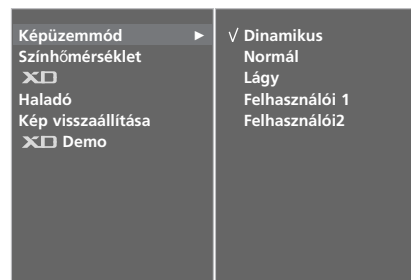 Képüzemmód ►
Színhőmérséklet
XD
Haladó
Kép visszaállítása
XD Demo
√ Dinamikus
Normál
Lágy
Felhasználói 1
Felhasználói2